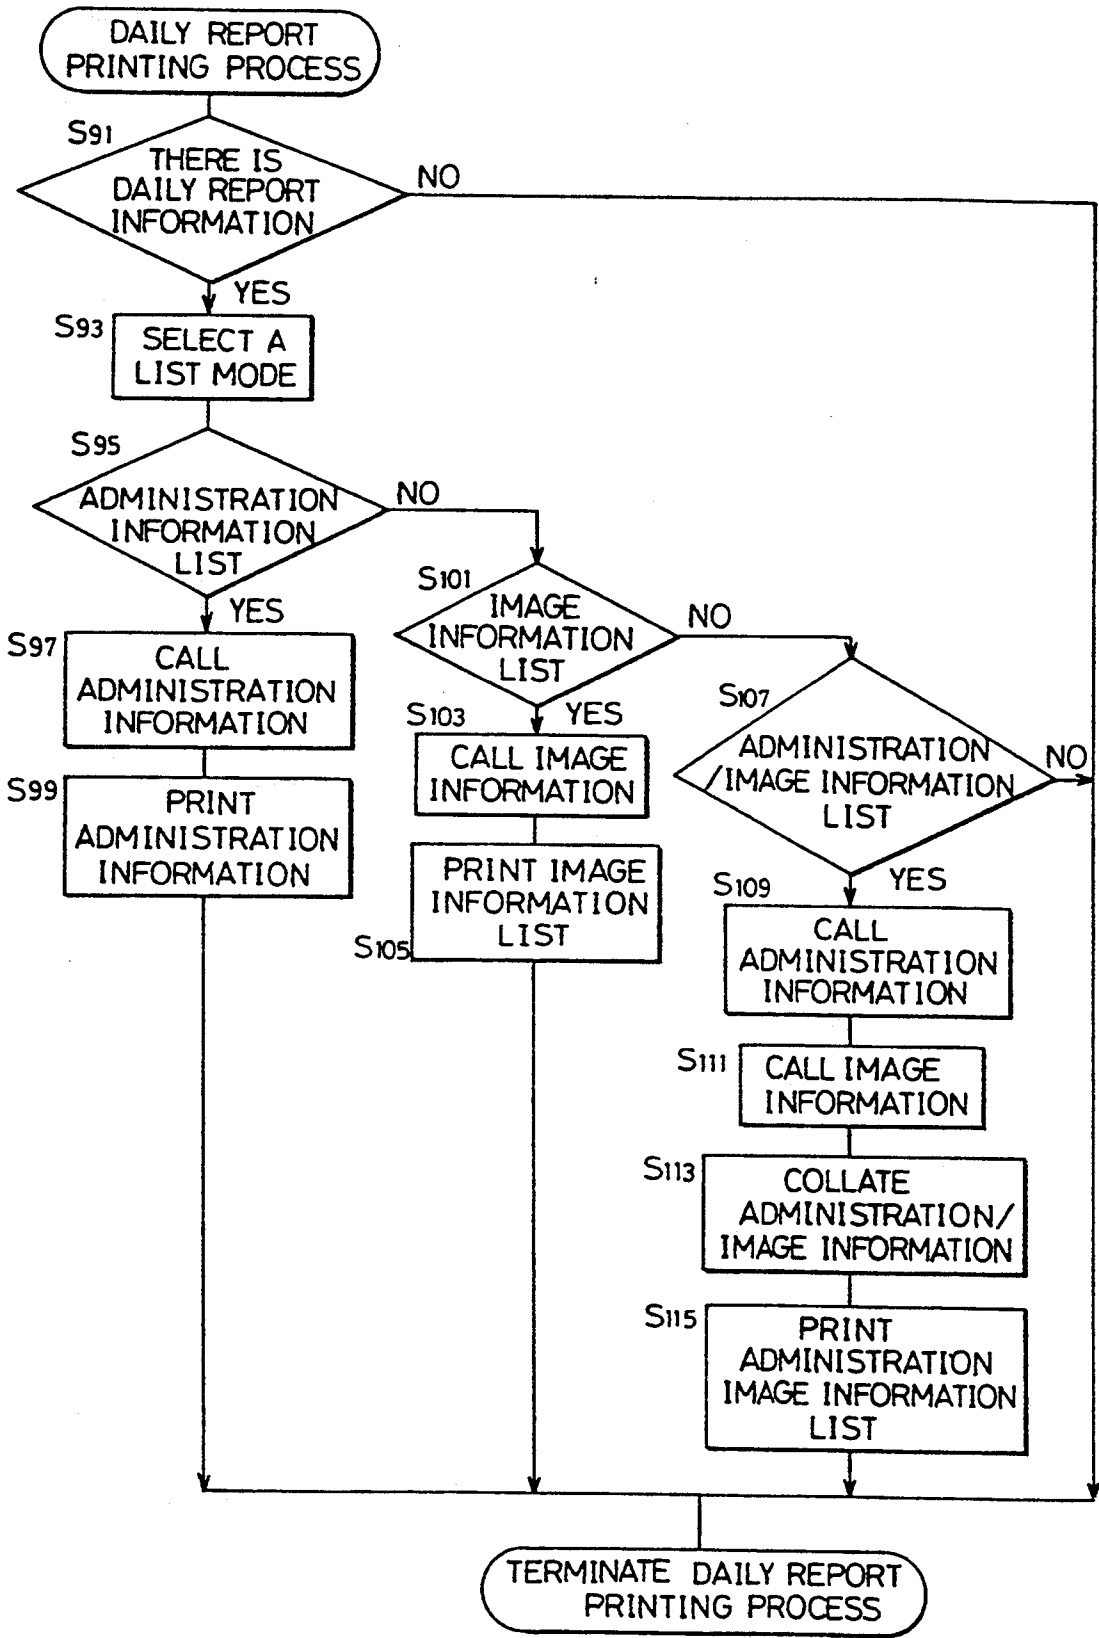 DAILY REPORT
PRINTING PROCESS
S91
THERE IS
DAILY REPORT
INFORMATION
NO
YES
S93
SELECT A
LIST MODE
S95
ADMINISTRATION
INFORMATION
LIST
NO
YES
S97
CALL
ADMINISTRATION
INFORMATION
S99
PRINT
ADMINISTRATION
INFORMATION
S101
IMAGE
INFORMATION
LIST
NO
YES
S103
CALL IMAGE
INFORMATION
PRINT IMAGE
INFORMATION
LIST
S105
S107
ADMINISTRATION
/IMAGE INFORMATION
LIST
NO
YES
S109
CALL
ADMINISTRATION
INFORMATION
S111
CALL IMAGE
INFORMATION
S113
COLLATE
ADMINISTRATION/
IMAGE INFORMATION
S115
PRINT
ADMINISTRATION
IMAGE INFORMATION
LIST
TERMINATE DAILY REPORT
PRINTING PROCESS